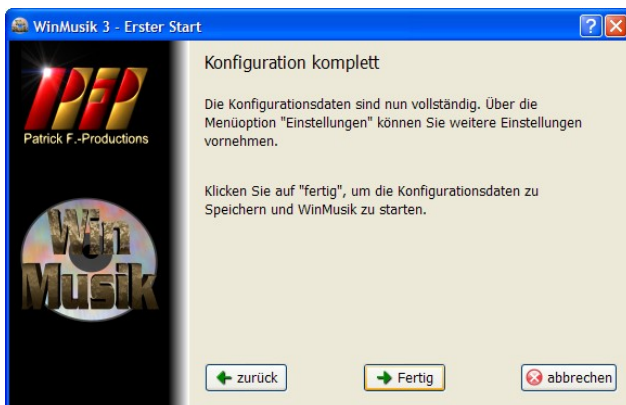 WinMusik 3 - Erster Start
PFP
Patrick F.-Productions
Win
Musik
Konfiguration komplett
Die Konfigurationsdaten sind nun vollständig. Über die
Menüoption "Einstellungen" können Sie weitere Einstellungen
vornehmen.
Klicken Sie auf "fertig", um die Konfigurationsdaten zu
Speichern und WinMusik zu starten.
zurück
Fertig
abbrechen